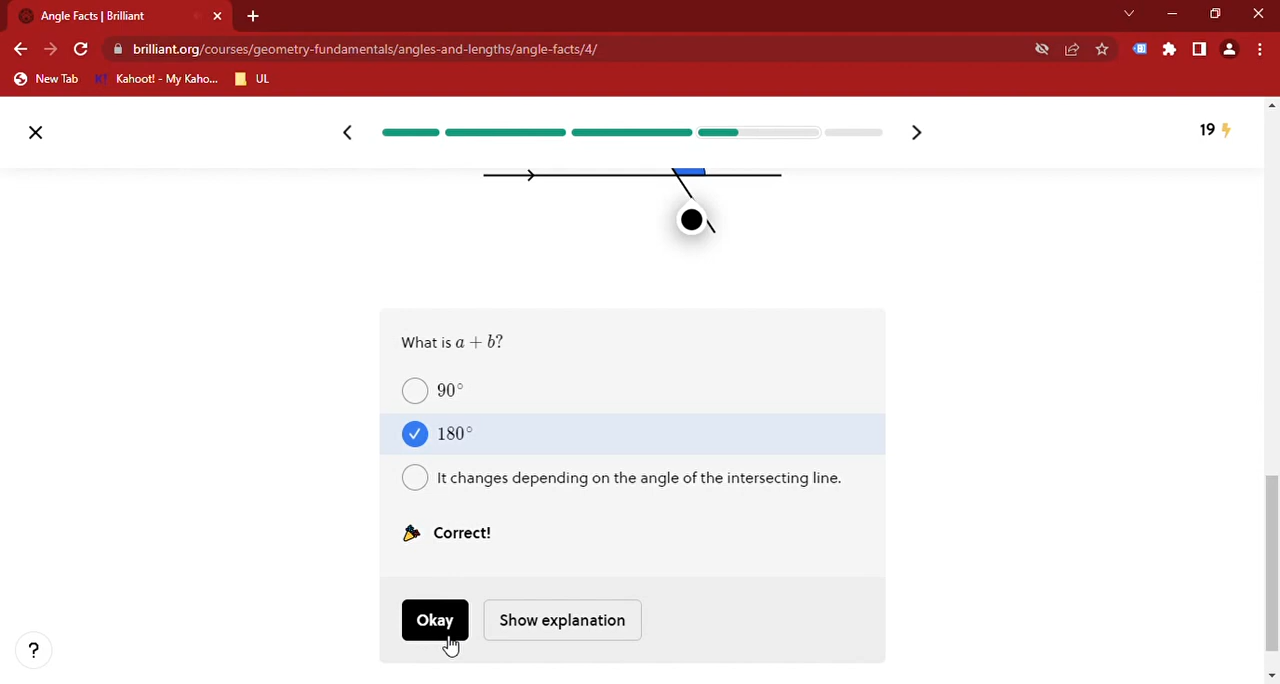 Angle Facts | Brilliant
brilliant.org/courses/geometry-fundamentals/angles-and-lengths/angle-facts/4/
New Tab
K! Kahoot! - My Kaho...
UL
19
What is a + b?
90°
180°
It changes depending on the angle of the intersecting line.
Correct!
Okay
Show explanation
?